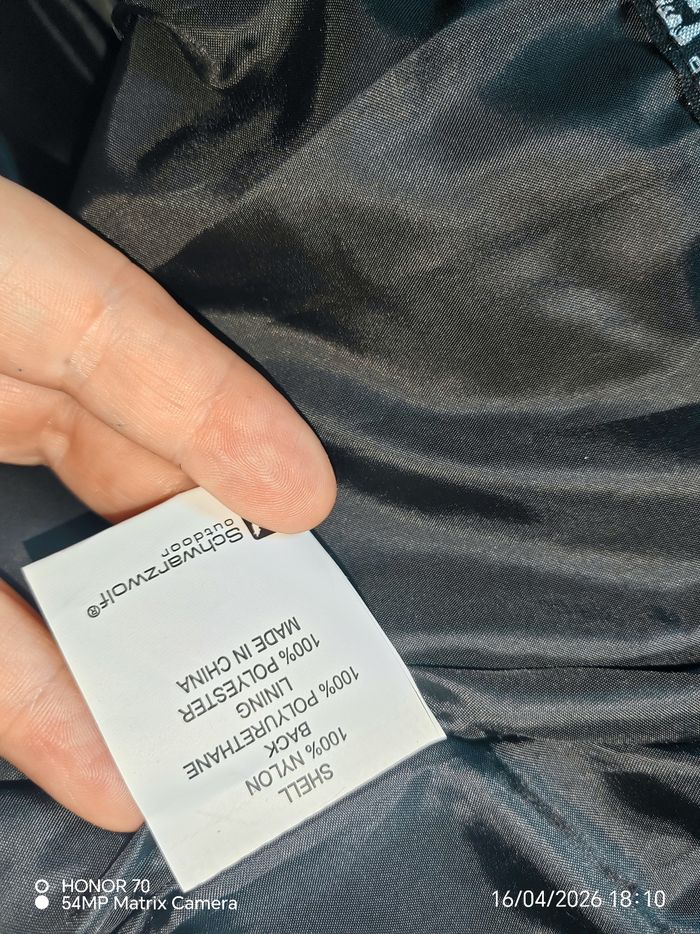 SHELL
100% NYLON
BACK
100% POLYURETHANE
LINING
100% POLYESTER
MADE IN CHINA
Schwarzwolf®
outdoor
HONOR 70
54MP Matrix Camera
16/04/2026 18:10